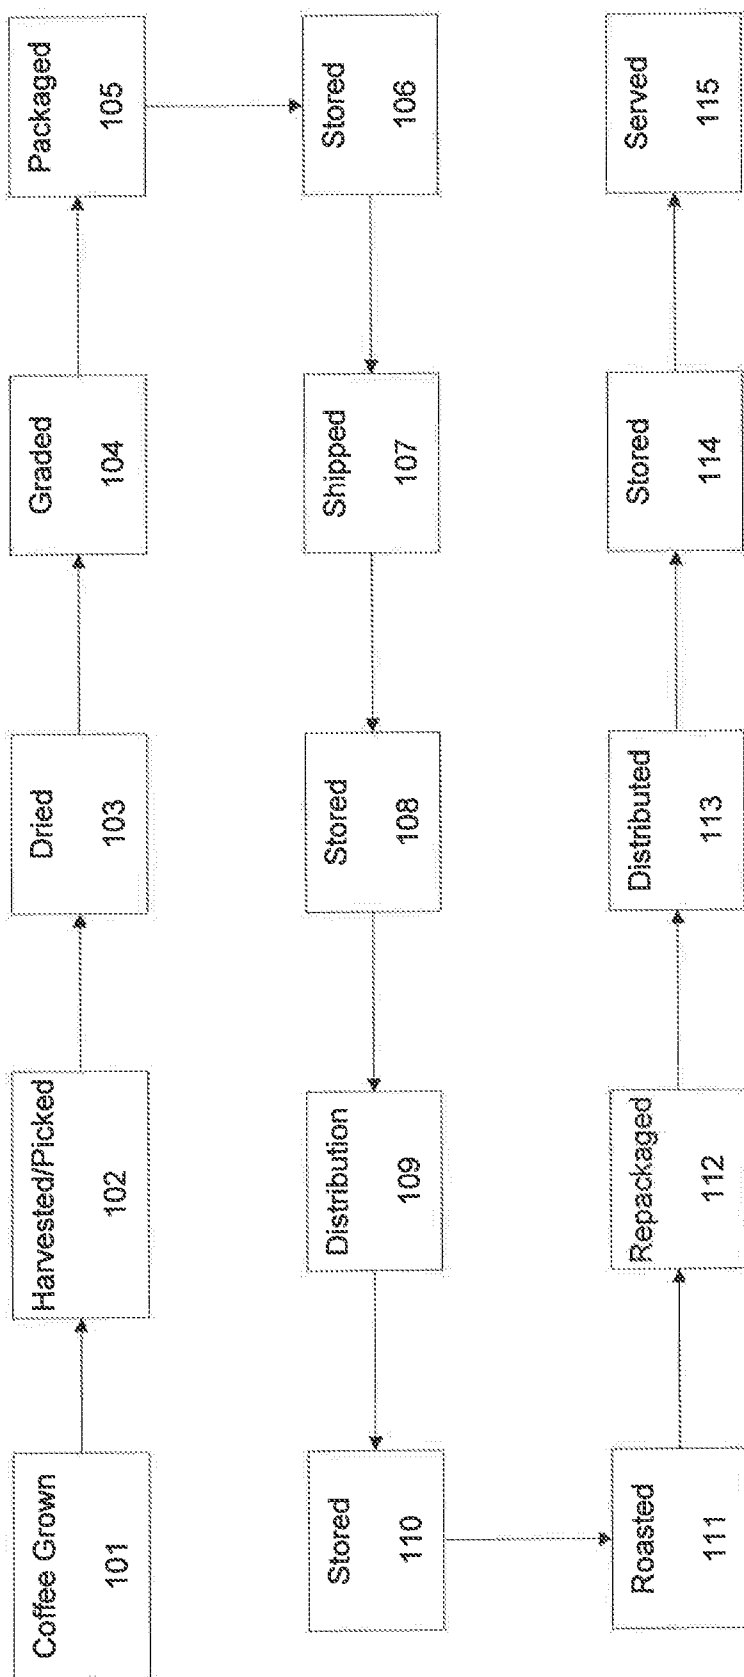 Coffee Grown
101
Harvested/Picked
102
Dried
103
Graded
104
Packaged
105
Stored
106
Shipped
107
Stored
108
Distribution
109
Stored
110
Roasted
111
Repackaged
112
Distributed
113
Stored
114
Served
115